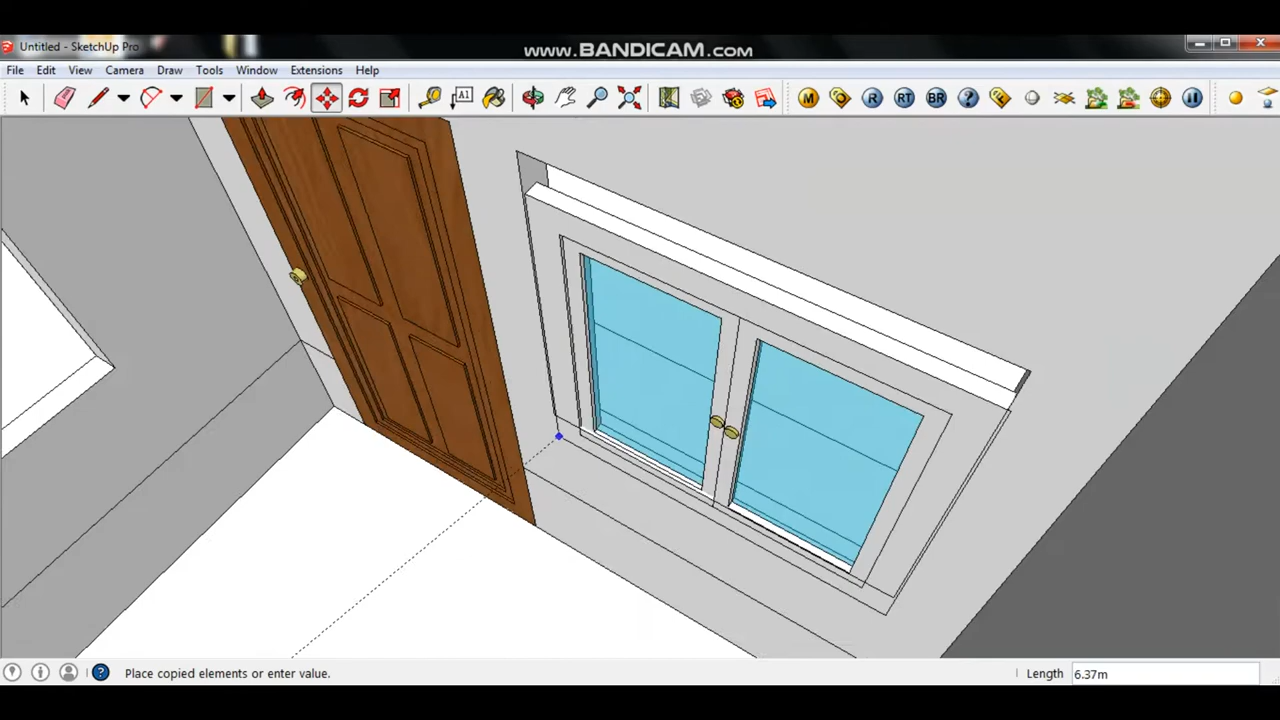 Untitled - SketchUp Pro
www.BANDICAM.com
File Edit View Camera Draw Tools Window Extensions Help
A1 M O R RT BR ?
? Place copied elements or enter value. Length 6.37m